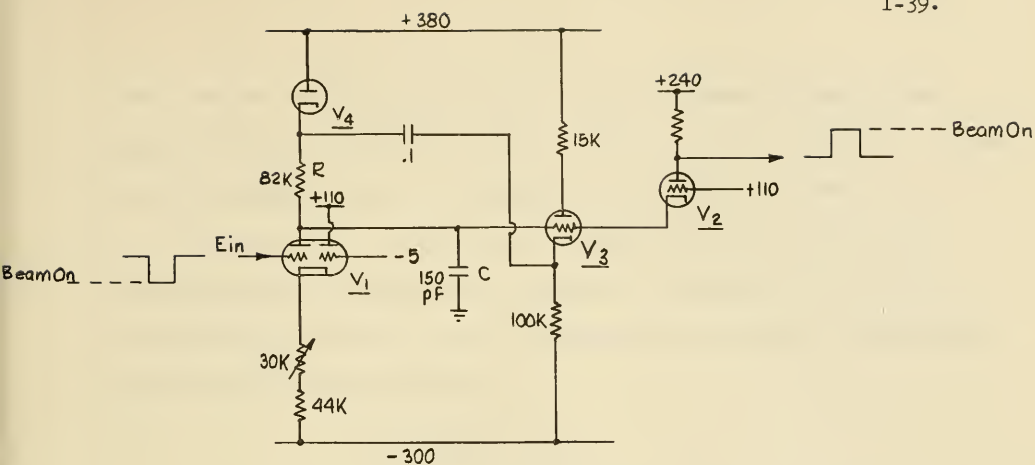 1-39.
+380
+240
V4
BeamOn
.1
15K
R
82K
+110
+110
V2
Ein
-5
V3
BeamOn
V1
150
pf
C
100K
30K
44K
-300